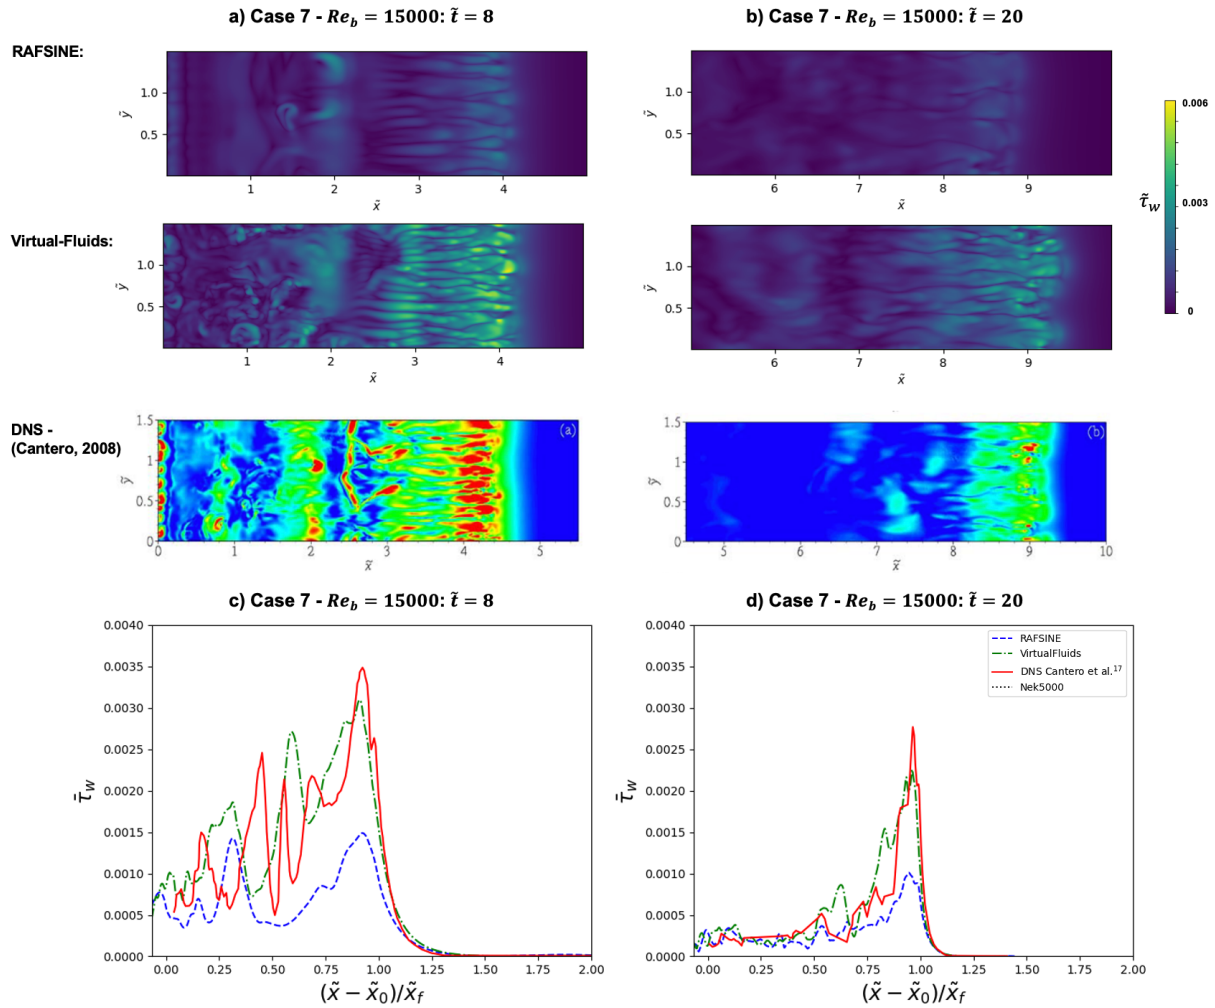 a) Case 7 - Re_b = 15000: t̃ = 8
b) Case 7 - Re_b = 15000: t̃ = 20
RAFSINE:
1.0
0.5
ỹ
1 2 3 4
x̃
1.0
0.5
ỹ
6 7 8 9
x̃
0.006
0.003
0
τ̃_w
Virtual-Fluids:
1.0
0.5
ỹ
1 2 3 4
x̃
1.0
0.5
ỹ
6 7 8 9
x̃
DNS -
(Cantero, 2008)
(a)
1.5
1
0.5
0
ỹ
0 1 2 3 4 5
x̃
(b)
1.5
1
0.5
0
ỹ
5 6 7 8 9 10
x̃
c) Case 7 - Re_b = 15000: t̃ = 8
0.0040
0.0035
0.0030
0.0025
0.0020
0.0015
0.0010
0.0005
0.0000
τ̄_w
0.00 0.25 0.50 0.75 1.00 1.25 1.50 1.75 2.00
(x̃ − x̃_0)/x̃_f
d) Case 7 - Re_b = 15000: t̃ = 20
0.0040
0.0035
0.0030
0.0025
0.0020
0.0015
0.0010
0.0005
0.0000
τ̄_w
RAFSINE
VirtualFluids
DNS Cantero et al.¹⁷
Nek5000
0.00 0.25 0.50 0.75 1.00 1.25 1.50 1.75 2.00
(x̃ − x̃_0)/x̃_f